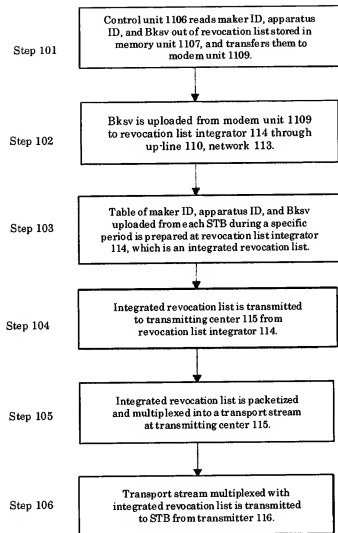 Step 101
Control unit 1106 reads maker ID, apparatus
ID, and Bksv out of revocation list stored in
memory unit 1107, and transfers them to
modem unit 1109.
Step 102
Bksv is uploaded from modem unit 1109
to revocation list integrator 114 through
up-line 110, network 113.
Step 103
Table of maker ID, apparatus ID, and Bksv
uploaded from each STB during a specific
period is prepared at revocation list integrator
114, which is an integrated revocation list.
Step 104
Integrated revocation list is transmitted
to transmitting center 115 from
revocation list integrator 114.
Step 105
Integrated revocation list is packetized
and multiplexed into a transport stream
at transmitting center 115.
Step 106
Transport stream multiplexed with
integrated revocation list is transmitted
to STB from transmitter 116.